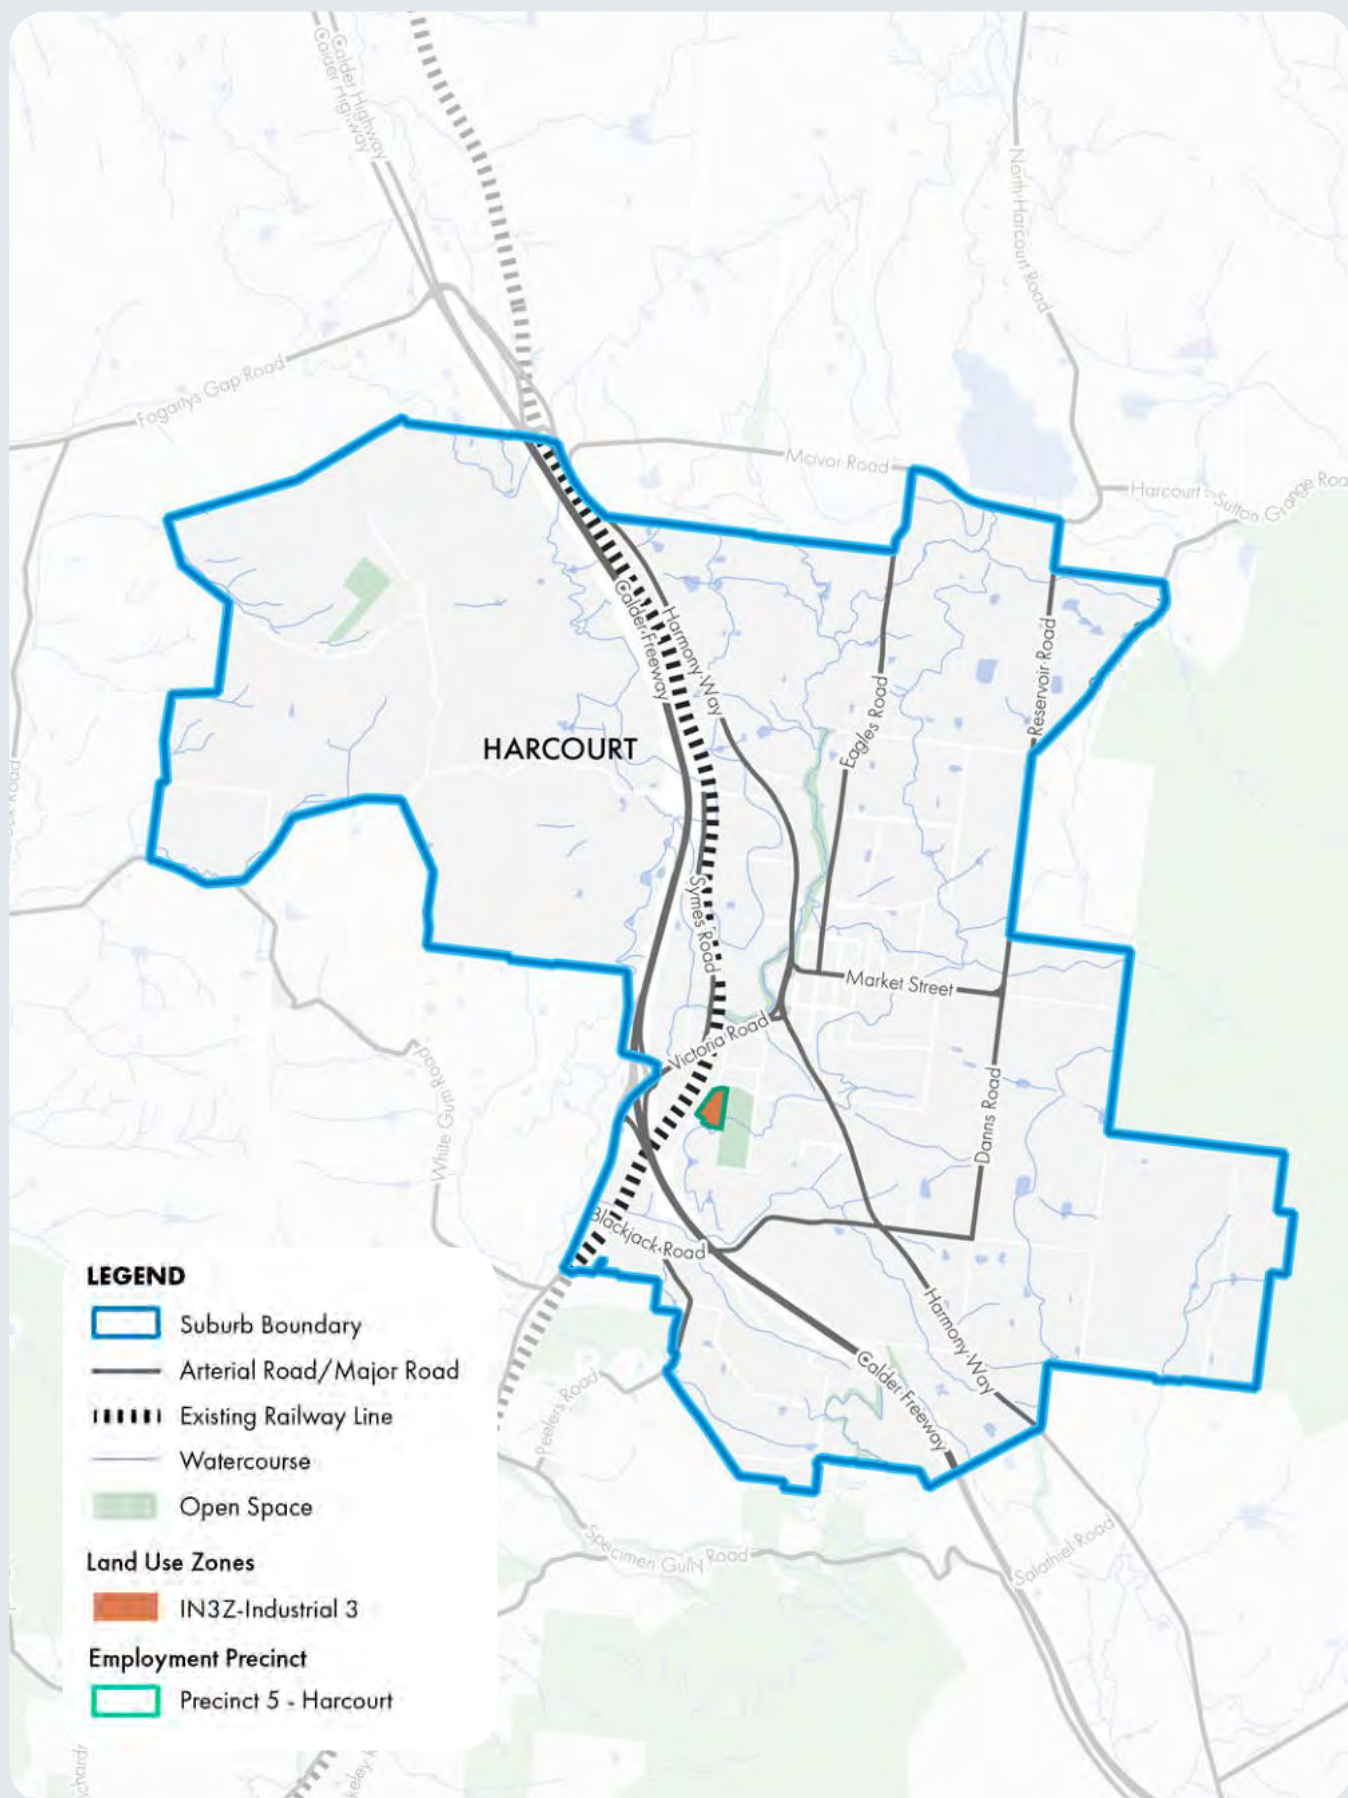 Calder Highway
Calder Highway
North Harcourt Road
Fogartys Gap Road
McIvor Road
Harcourt - Sutton Grange Road
Calder Freeway
Harmony Way
Reservoir Road
Eagles Road
HARCOURT
Symes Road
Market Street
Victoria Road
White Gum Road
Danns Road
Blackjack Road
Harmony Way
Calder Freeway
Peelers Road
Specimen Gully Road
Salathiel Road
LEGEND
Suburb Boundary
Arterial Road/Major Road
Existing Railway Line
Watercourse
Open Space
Land Use Zones
IN3Z-Industrial 3
Employment Precinct
Precinct 5 - Harcourt